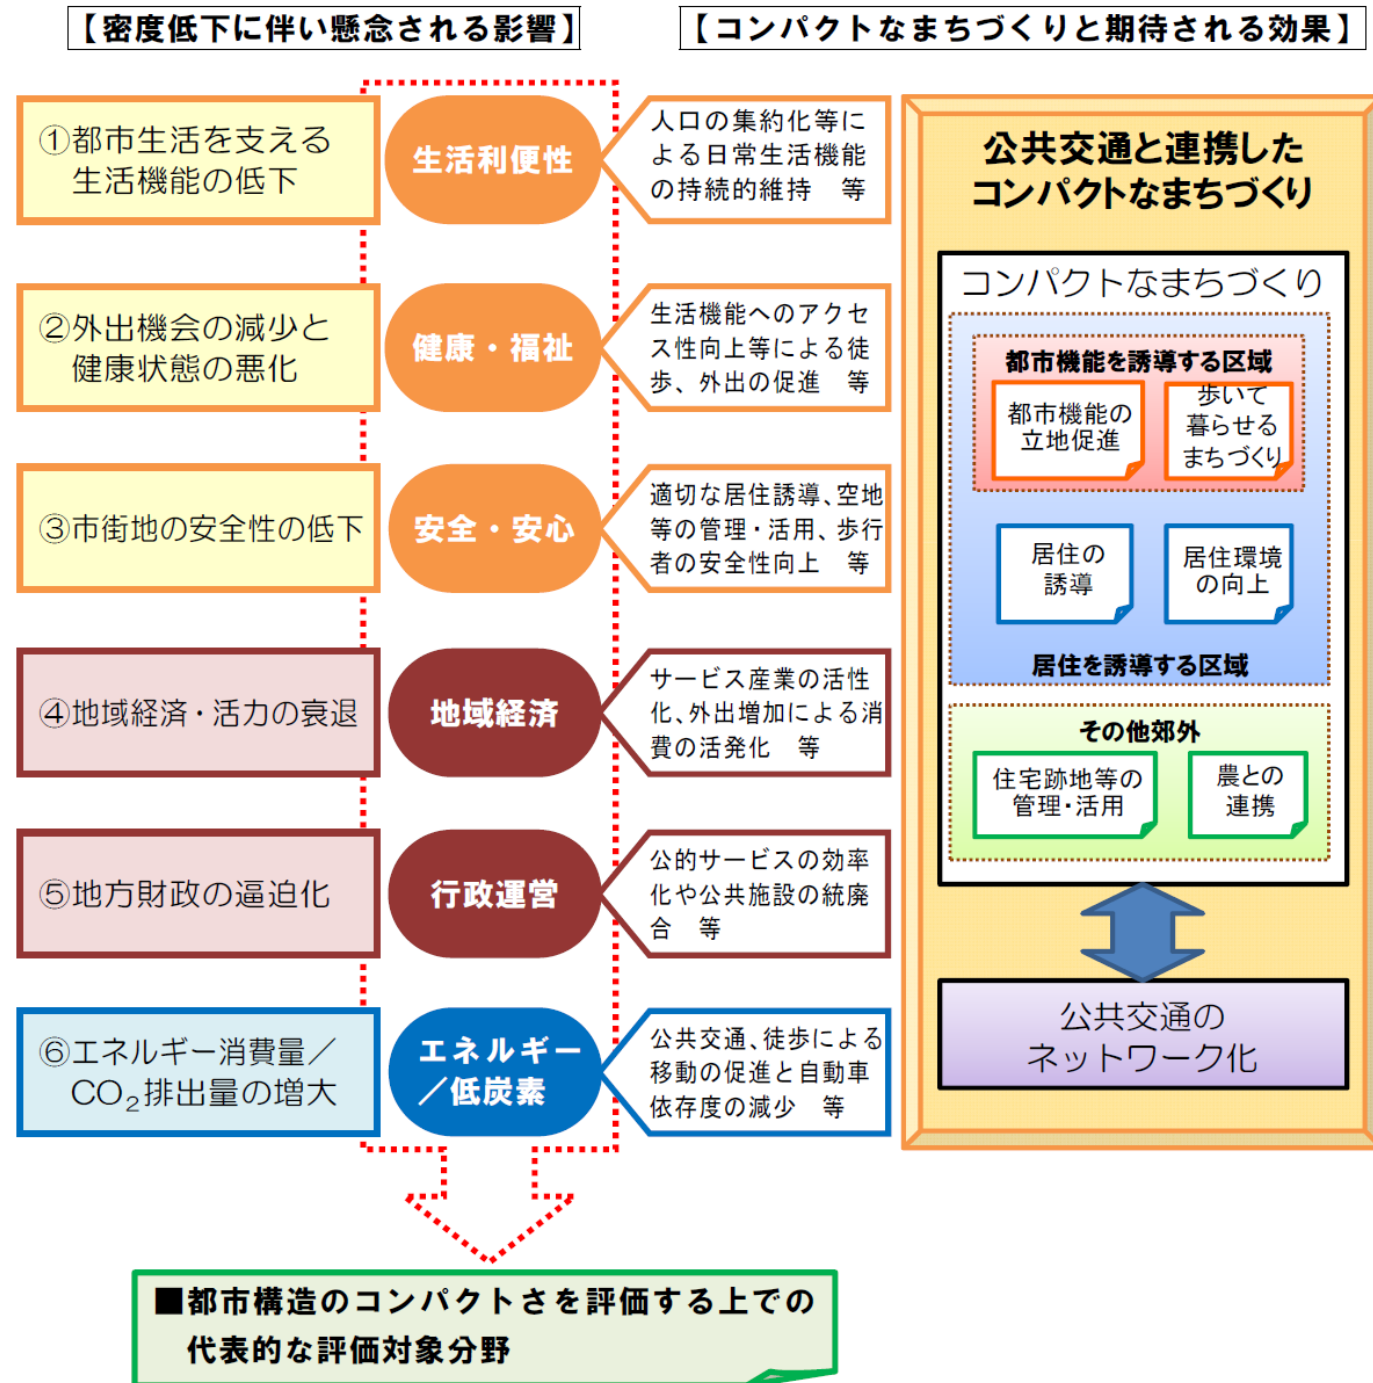 【密度低下に伴い懸念される影響】
【コンパクトなまちづくりと期待される効果】
①都市生活を支える
生活機能の低下
生活利便性
人口の集約化等に
よる日常生活機能
の持続的維持　等
②外出機会の減少と
健康状態の悪化
健康・福祉
生活機能へのアクセ
ス性向上等による徒
歩、外出の促進　等
③市街地の安全性の低下
安全・安心
適切な居住誘導、空地
等の管理・活用、歩行
者の安全性向上　等
④地域経済・活力の衰退
地域経済
サービス産業の活性
化、外出増加による消
費の活発化　等
⑤地方財政の逼迫化
行政運営
公的サービスの効率
化や公共施設の統廃
合　等
⑥エネルギー消費量／
CO₂排出量の増大
エネルギー
／低炭素
公共交通、徒歩による
移動の促進と自動車
依存度の減少　等
公共交通と連携した
コンパクトなまちづくり
コンパクトなまちづくり
都市機能を誘導する区域
都市機能の
立地促進
歩いて
暮らせる
まちづくり
居住の
誘導
居住環境
の向上
居住を誘導する区域
その他郊外
住宅跡地等の
管理・活用
農との
連携
公共交通の
ネットワーク化
■都市構造のコンパクトさを評価する上での
代表的な評価対象分野